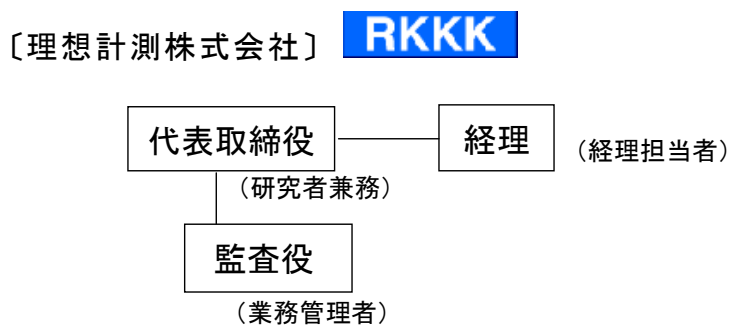 〔理想計測株式会社〕 RKKK
代表取締役 経理 (経理担当者)
(研究者兼務)
監査役
(業務管理者)